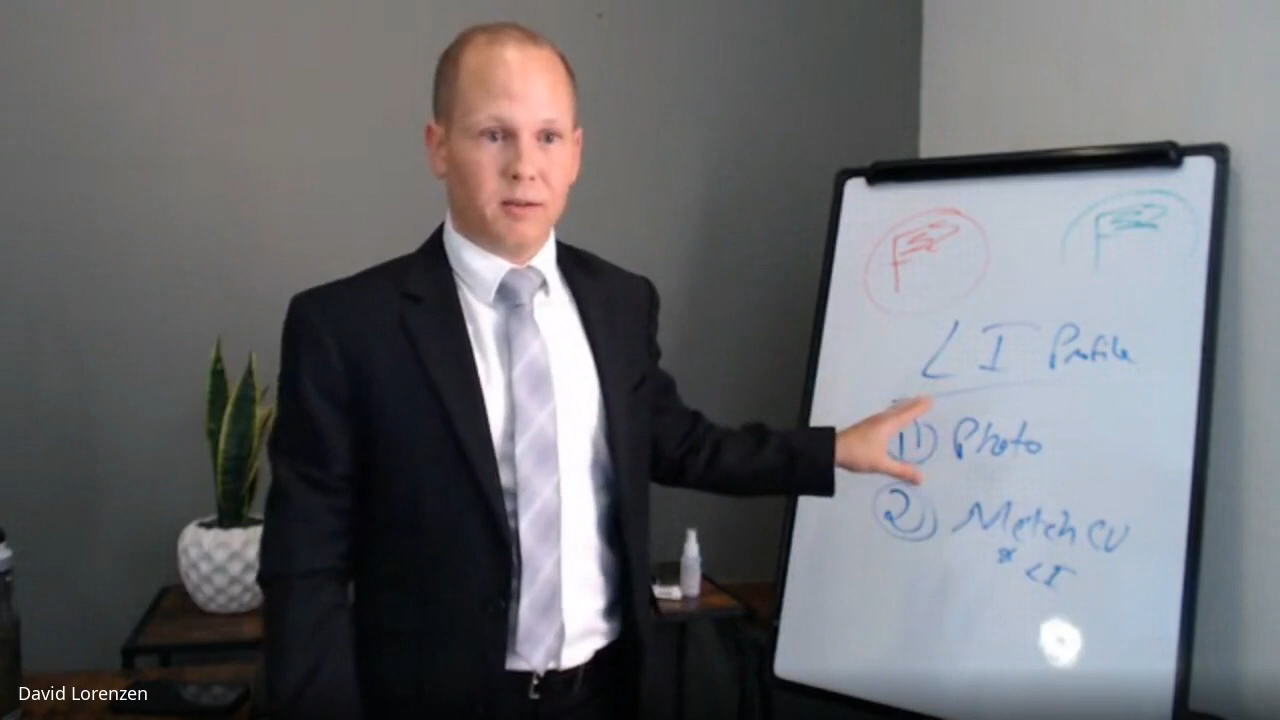 F F
LI Profile
1) Photo
2) Match CV
& LI
David Lorenzen